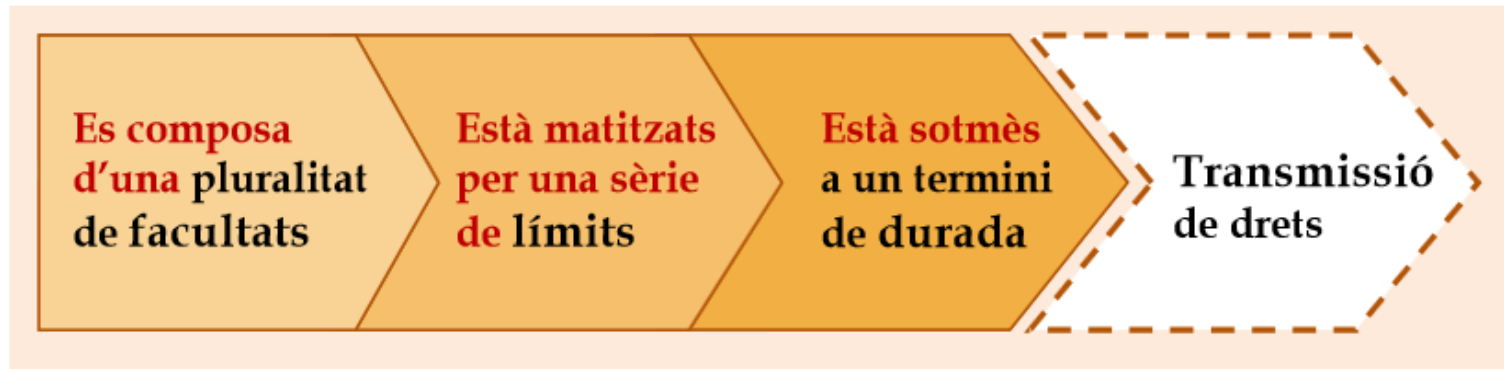 Es composa
d’una pluralitat
de facultats
Està matitzats
per una sèrie
de límits
Està sotmès
a un termini
de durada
Transmissió
de drets